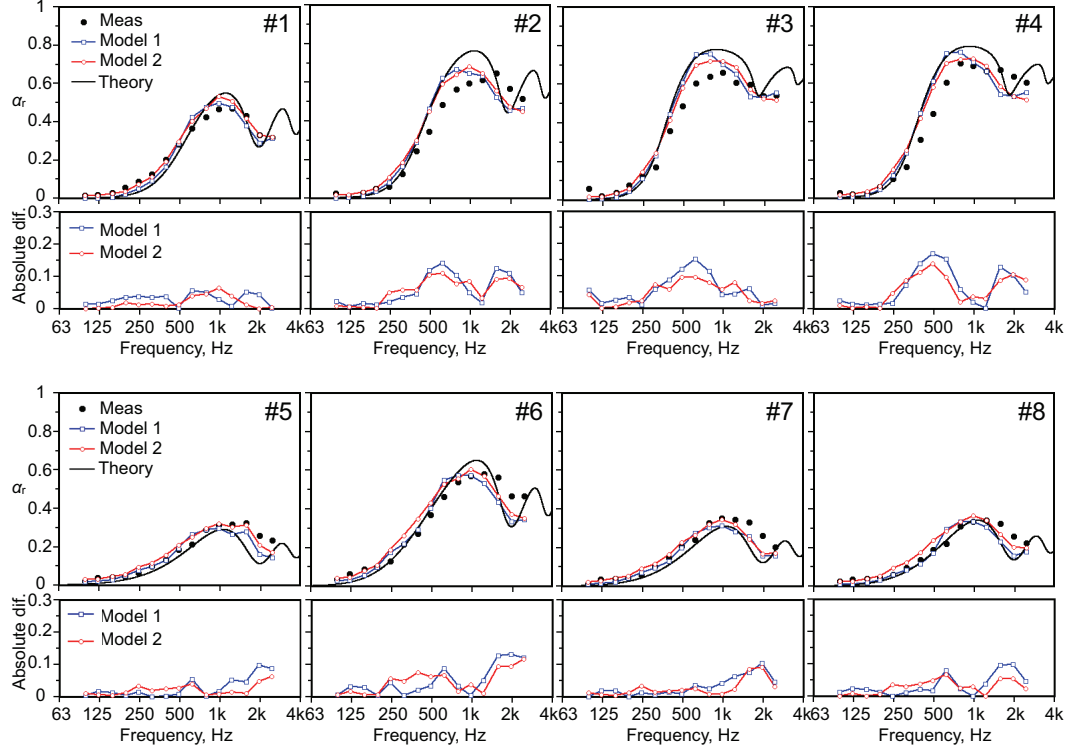 1 #1 #2 #3 #4
Meas
Model 1
0.8
Model 2
0.6
Theory
αr
0.4
0.2
0
0.3
Absolute dif.
Model 1
0.2
Model 2
0.1
0
63 125 250 500 1k 2k 4k 125 250 500 1k 2k 4k 125 250 500 1k 2k 4k 125 250 500 1k 2k 4k
Frequency, Hz Frequency, Hz Frequency, Hz Frequency, Hz
1 #5 #6 #7 #8
Meas
0.8
Model 1
Model 2
0.6
Theory
αr
0.4
0.2
0
0.3
Absolute dif.
Model 1
0.2
Model 2
0.1
0
63 125 250 500 1k 2k 4k 125 250 500 1k 2k 4k 125 250 500 1k 2k 4k 125 250 500 1k 2k 4k
Frequency, Hz Frequency, Hz Frequency, Hz Frequency, Hz